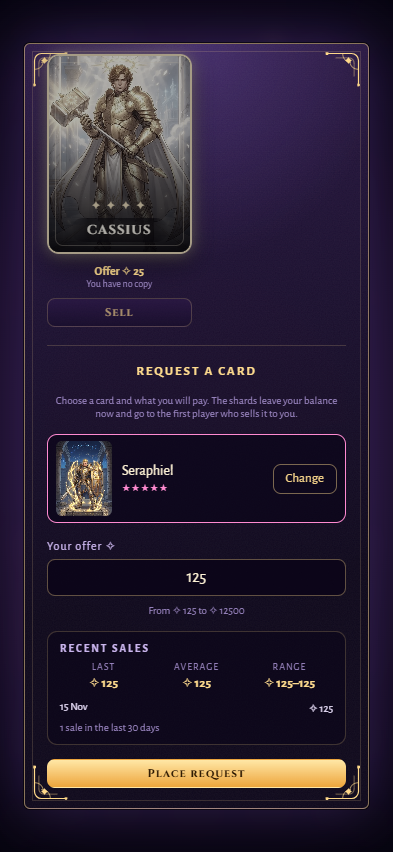 CASSIUS
Offer ✧ 25
You have no copy
SELL
REQUEST A CARD
Choose a card and what you will pay. The shards leave your balance
now and go to the first player who sells it to you.
Seraphiel
★★★★★
Change
Your offer ✧
125
From ✧ 125 to ✧ 12500
RECENT SALES
LAST AVERAGE RANGE
✧ 125 ✧ 125 ✧ 125–125
15 Nov ✧ 125
1 sale in the last 30 days
PLACE REQUEST